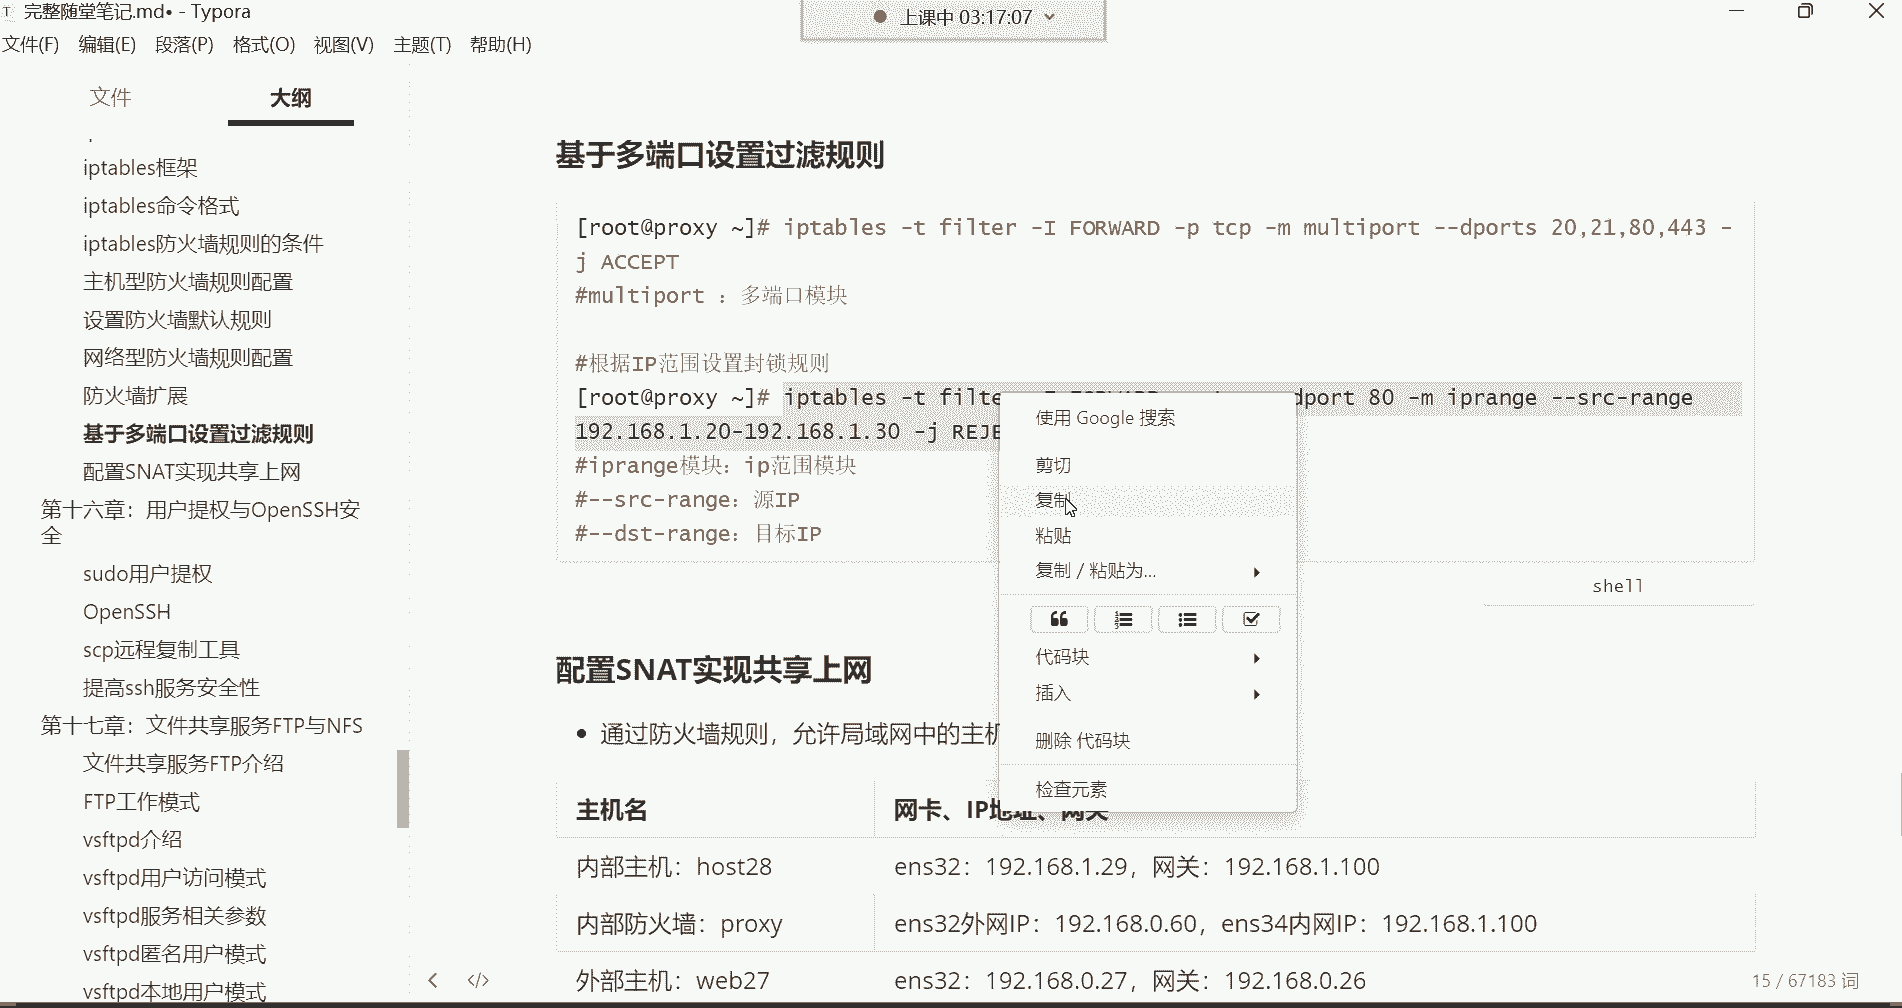 完整随堂笔记.md• - Typora
上课中 03:17:07
文件(F) 编辑(E) 段落(P) 格式(O) 视图(V) 主题(T) 帮助(H)
文件
大纲
iptables框架
iptables命令格式
iptables防火墙规则的条件
主机型防火墙规则配置
设置防火墙默认规则
网络型防火墙规则配置
防火墙扩展
基于多端口设置过滤规则
配置SNAT实现共享上网
第十六章：用户提权与OpenSSH安
全
sudo用户提权
OpenSSH
scp远程复制工具
提高ssh服务安全性
第十七章：文件共享服务FTP与NFS
文件共享服务FTP介绍
FTP工作模式
vsftpd介绍
vsftpd用户访问模式
vsftpd服务相关参数
vsftpd匿名用户模式
vsftpd本地用户模式
基于多端口设置过滤规则
[root@proxy ~]# iptables -t filter -I FORWARD -p tcp -m multiport --dports 20,21,80,443 -
j ACCEPT
#multiport ：多端口模块
#根据IP范围设置封锁规则
[root@proxy ~]# iptables -t filte dport 80 -m iprange --src-range
192.168.1.20-192.168.1.30 -j REJE
#iprange模块：ip范围模块
#--src-range：源IP
#--dst-range：目标IP
shell
使用 Google 搜索
剪切
复制
粘贴
复制 / 粘贴为...
代码块
插入
删除 代码块
检查元素
配置SNAT实现共享上网
• 通过防火墙规则，允许局域网中的主机
主机名 网卡、IP地址、网关
内部主机：host28 ens32：192.168.1.29，网关：192.168.1.100
内部防火墙：proxy ens32外网IP：192.168.0.60，ens34内网IP：192.168.1.100
外部主机：web27 ens32：192.168.0.27，网关：192.168.0.26
15 / 67183 词